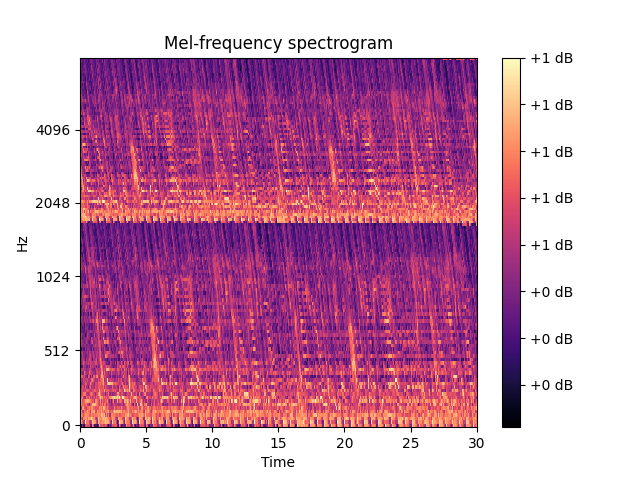 Mel-frequency spectrogram
Hz
4096
2048
1024
512
0
0 5 10 15 20 25 30
Time
+1 dB
+1 dB
+1 dB
+1 dB
+1 dB
+0 dB
+0 dB
+0 dB